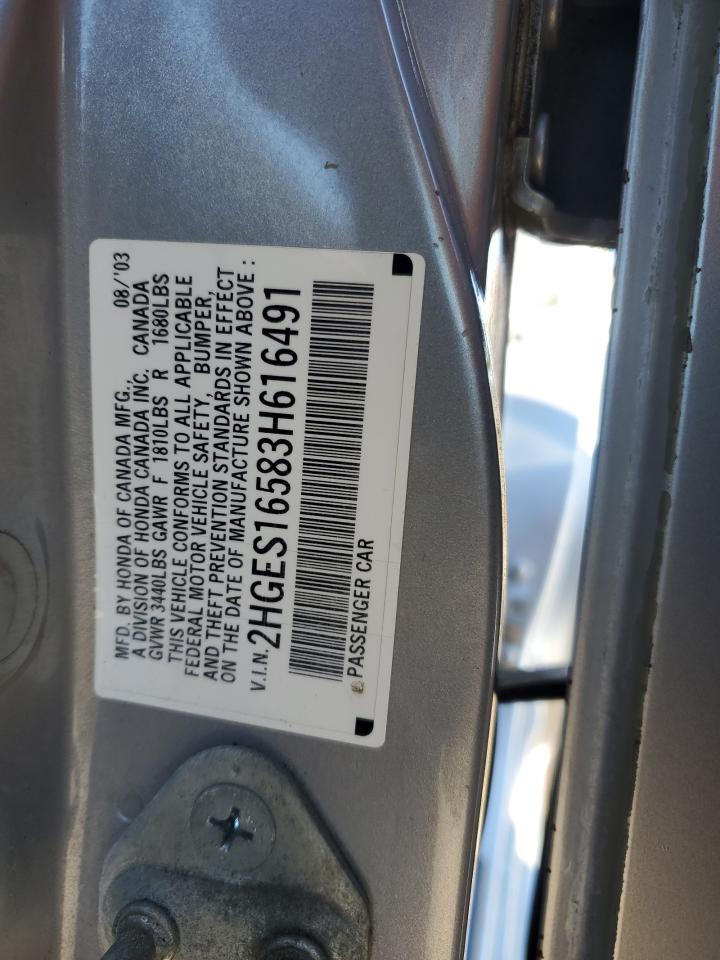 MFD. BY HONDA OF CANADA MFG., 08/'03
A DIVISION OF HONDA CANADA INC. CANADA
GVWR 3440LBS GAWR F 1810LBS R 1680LBS
THIS VEHICLE CONFORMS TO ALL APPLICABLE
FEDERAL MOTOR VEHICLE SAFETY, BUMPER,
AND THEFT PREVENTION STANDARDS IN EFFECT
ON THE DATE OF MANUFACTURE SHOWN ABOVE :
V.I.N. 2HGES16583H616491
PASSENGER CAR